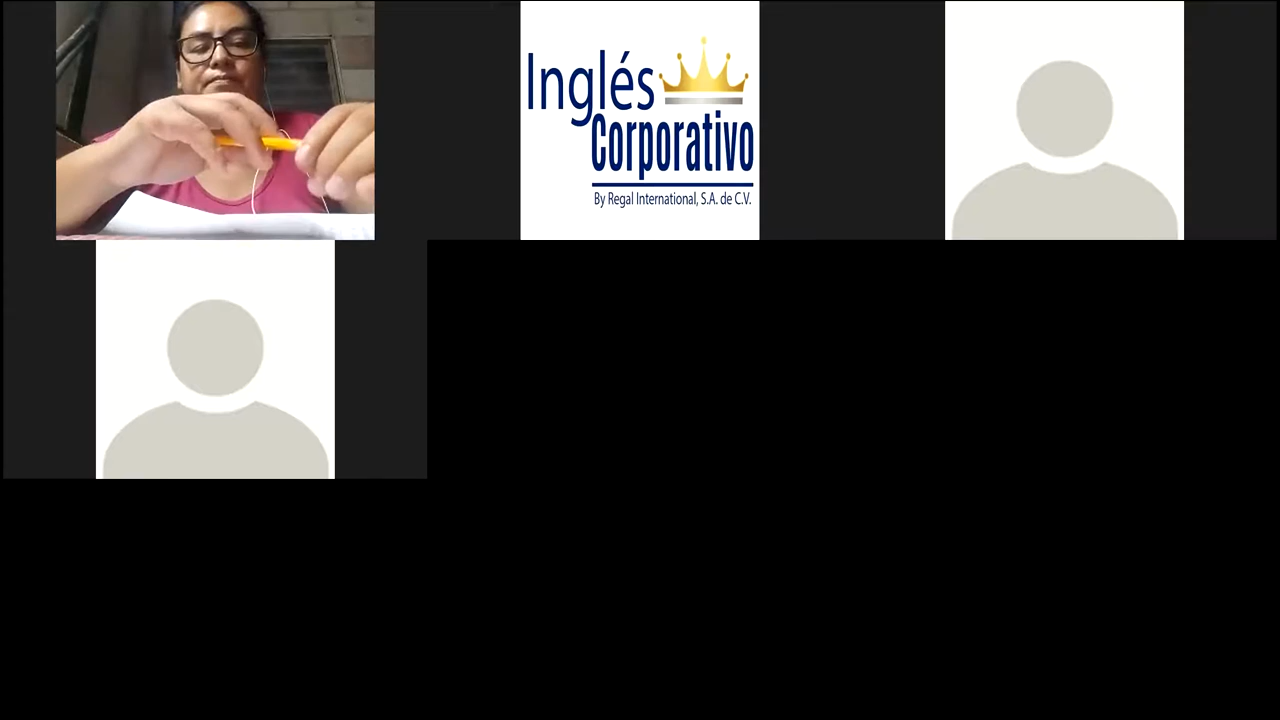 Inglés
Corporativo
By Regal International, S.A. de C.V.